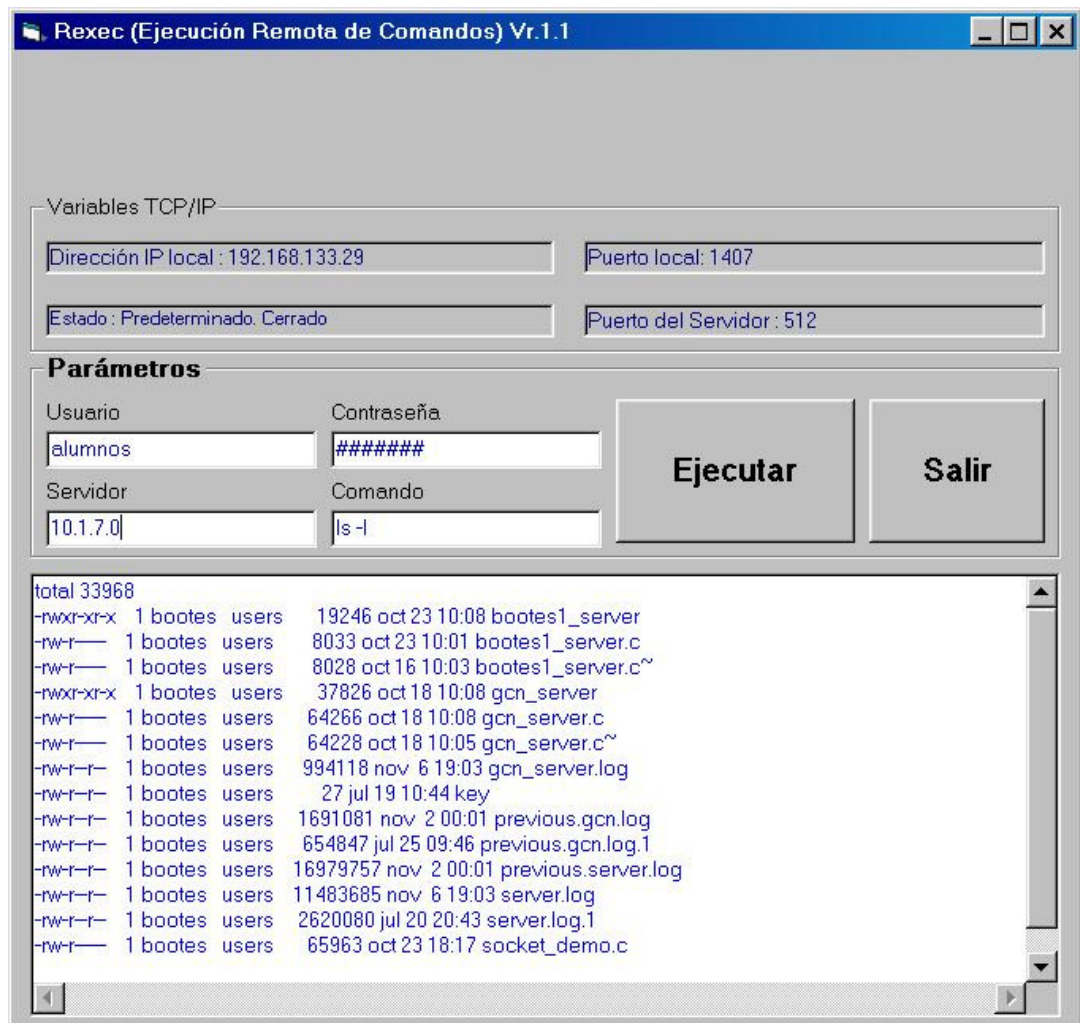 Rexec (Ejecución Remota de Comandos) Vr.1.1
Variables TCP/IP
Dirección IP local : 192.168.133.29 Puerto local: 1407
Estado : Predeterminado. Cerrado Puerto del Servidor : 512
Parámetros
Usuario Contraseña
alumnos ####### Ejecutar Salir
Servidor Comando
10.1.7.0 ls -l
total 33968
-rwxr-xr-x 1 bootes users 19246 oct 23 10:08 bootes1_server
-rw-r----- 1 bootes users 8033 oct 23 10:01 bootes1_server.c
-rw-r----- 1 bootes users 8028 oct 16 10:03 bootes1_server.c~
-rwxr-xr-x 1 bootes users 37826 oct 18 10:08 gcn_server
-rw-r----- 1 bootes users 64266 oct 18 10:08 gcn_server.c
-rw-r----- 1 bootes users 64228 oct 18 10:05 gcn_server.c~
-rw-r--r-- 1 bootes users 994118 nov 6 19:03 gcn_server.log
-rw-r--r-- 1 bootes users 27 jul 19 10:44 key
-rw-r--r-- 1 bootes users 1691081 nov 2 00:01 previous.gcn.log
-rw-r--r-- 1 bootes users 654847 jul 25 09:46 previous.gcn.log.1
-rw-r--r-- 1 bootes users 16979757 nov 2 00:01 previous.server.log
-rw-r--r-- 1 bootes users 11483685 nov 6 19:03 server.log
-rw-r--r-- 1 bootes users 2620080 jul 20 20:43 server.log.1
-rw-r----- 1 bootes users 65963 oct 23 18:17 socket_demo.c